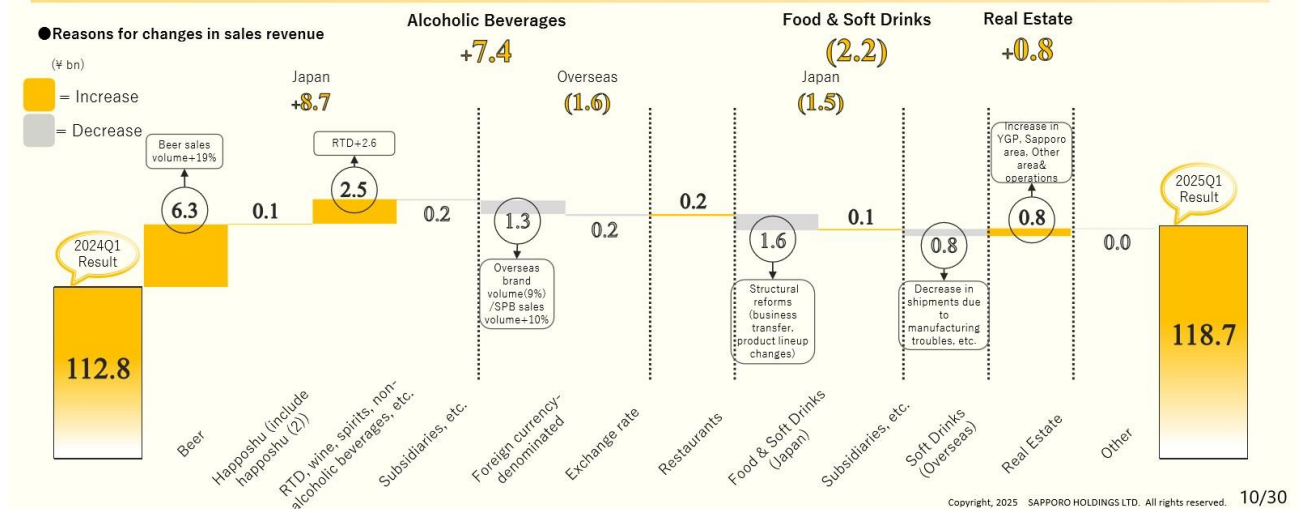 ●Reasons for changes in sales revenue
(¥ bn)
= Increase
= Decrease
Alcoholic Beverages
+7.4
Food & Soft Drinks
(2.2)
Real Estate
+0.8
Japan
+8.7
Overseas
(1.6)
Japan
(1.5)
2024Q1
Result
112.8
Beer sales
volume+19%
6.3
0.1
RTD+2.6
2.5
0.2
1.3
Overseas
brand
volume(9%)
/SPB sales
volume+10%
0.2
0.2
1.6
Structural
reforms
(business
transfer,
product lineup
changes)
0.1
0.8
Decrease in
shipments due
to
manufacturing
troubles, etc.
Increase in
YGP, Sapporo
area, Other
area&
operations
0.8
0.0
2025Q1
Result
118.7
Beer
Happoshu (include
happoshu (2))
RTD, wine, spirits, non-
alcoholic beverages, etc.
Subsidiaries, etc.
Foreign currency-
denominated
Exchange rate
Restaurants
Food & Soft Drinks
(Japan)
Subsidiaries, etc.
Soft Drinks
(Overseas)
Real Estate
Other
Copyright, 2025 SAPPORO HOLDINGS LTD. All rights reserved.
10/30